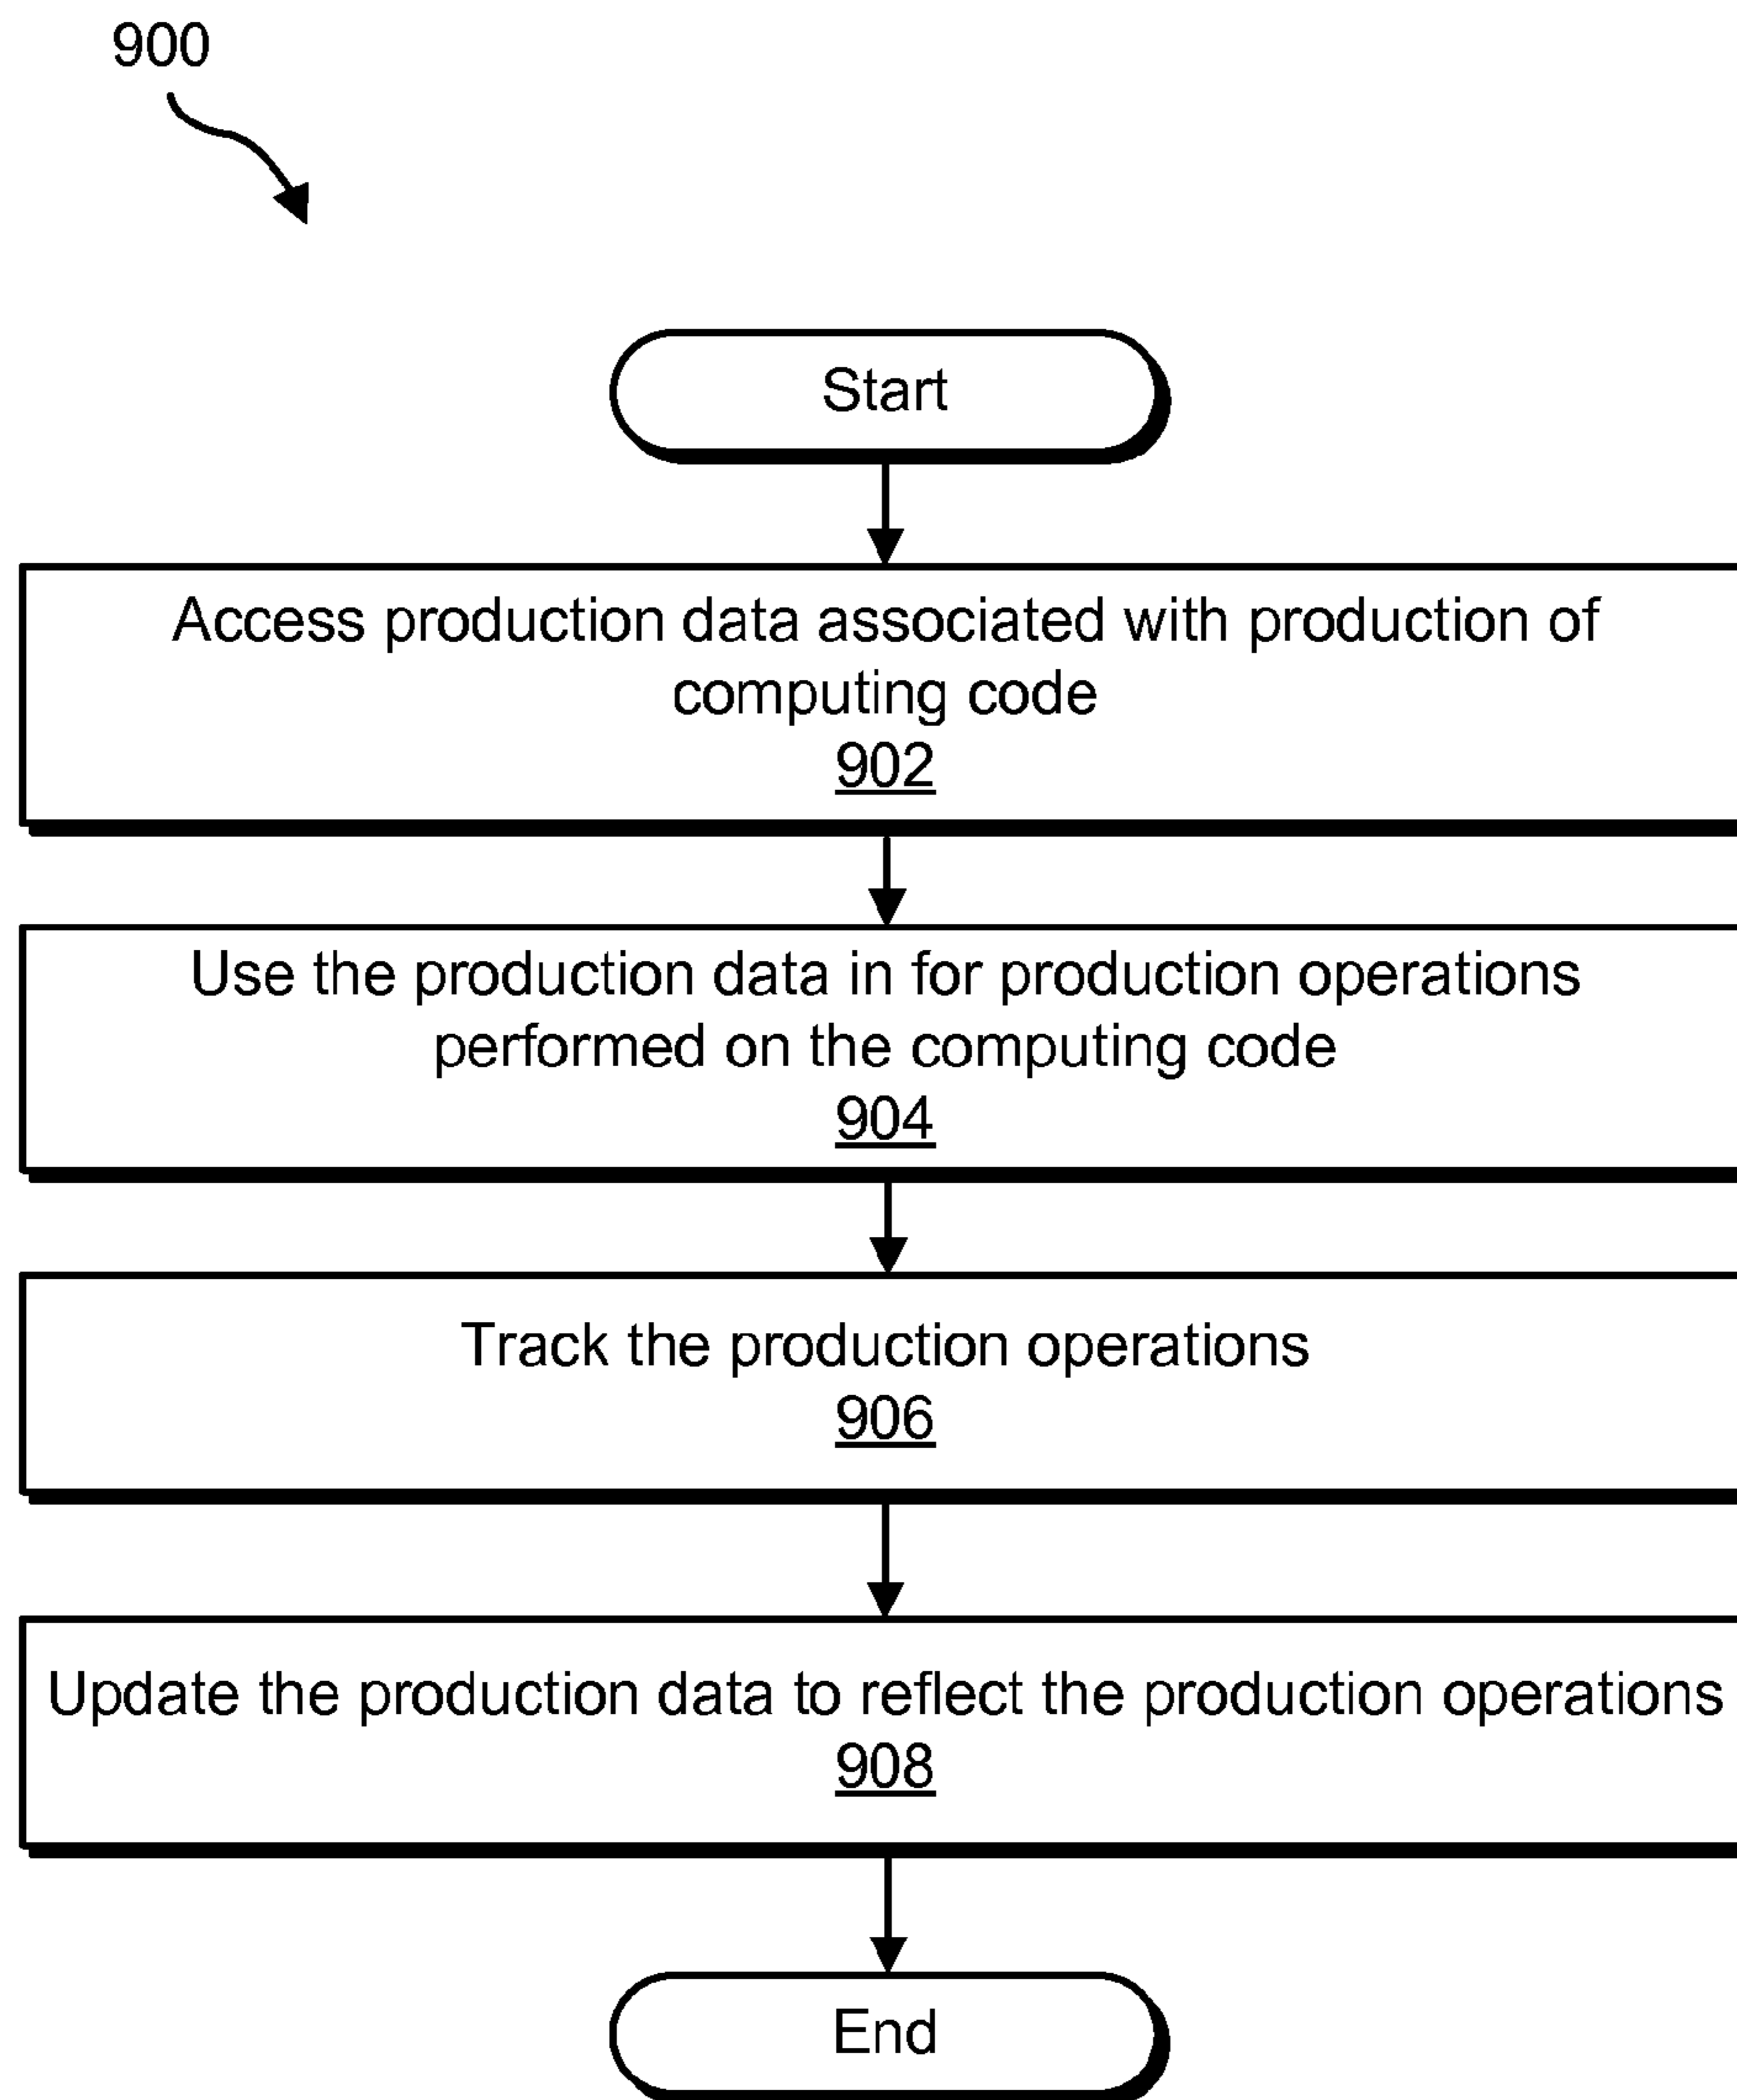 900
Start
Access production data associated with production of
computing code
902
Use the production data in for production operations
performed on the computing code
904
Track the production operations
906
Update the production data to reflect the production operations
908
End